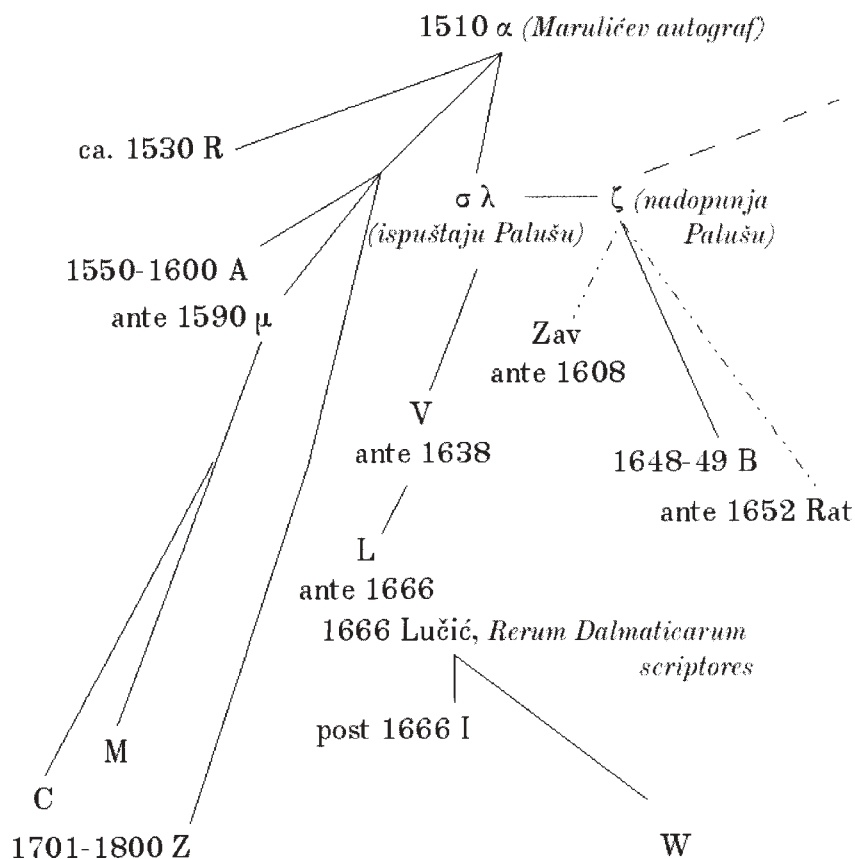 1510 α (Marulićev autograf)
ca. 1530 R
σ λ
ζ (nadopunja
(ispuštaju Palušu)
Palušu)
1550-1600 A
ante 1590 μ
Zav
ante 1608
V
ante 1638
1648-49 B
ante 1652 Rat
L
ante 1666
1666 Lučić, Rerum Dalmaticarum
scriptores
post 1666 I
M
C
1701-1800 Z
W